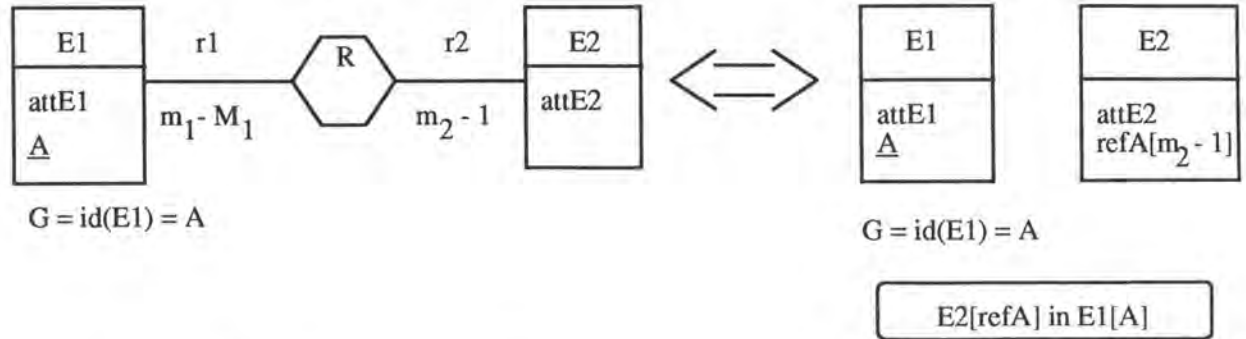 E1 r1 R r2 E2 E1 E2
attE1 m1 - M1 m2 - 1 attE2 attE1 attE2
A A refA[m2 - 1]
G = id(E1) = A G = id(E1) = A
E2[refA] in E1[A]